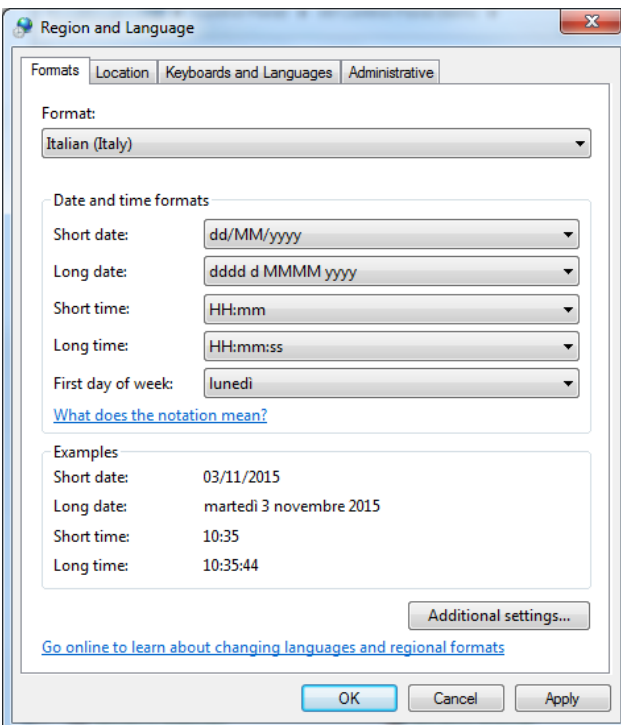 Region and Language
Formats Location Keyboards and Languages Administrative
Format:
Italian (Italy)
Date and time formats
Short date: dd/MM/yyyy
Long date: dddd d MMMM yyyy
Short time: HH:mm
Long time: HH:mm:ss
First day of week: lunedì
What does the notation mean?
Examples
Short date: 03/11/2015
Long date: martedì 3 novembre 2015
Short time: 10:35
Long time: 10:35:44
Additional settings...
Go online to learn about changing languages and regional formats
OK Cancel Apply